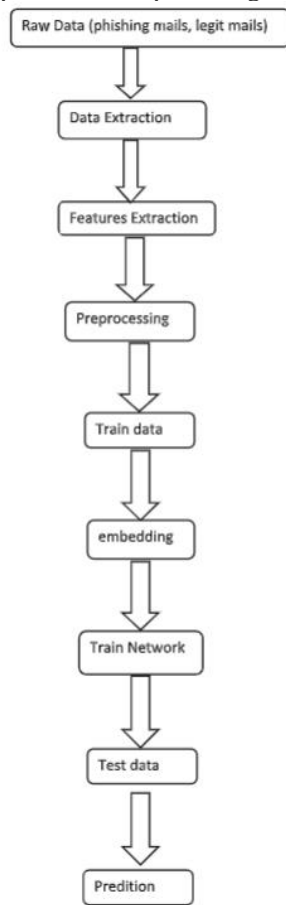 Raw Data (phishing mails, legit mails)
Data Extraction
Features Extraction
Preprocessing
Train data
embedding
Train Network
Test data
Predition